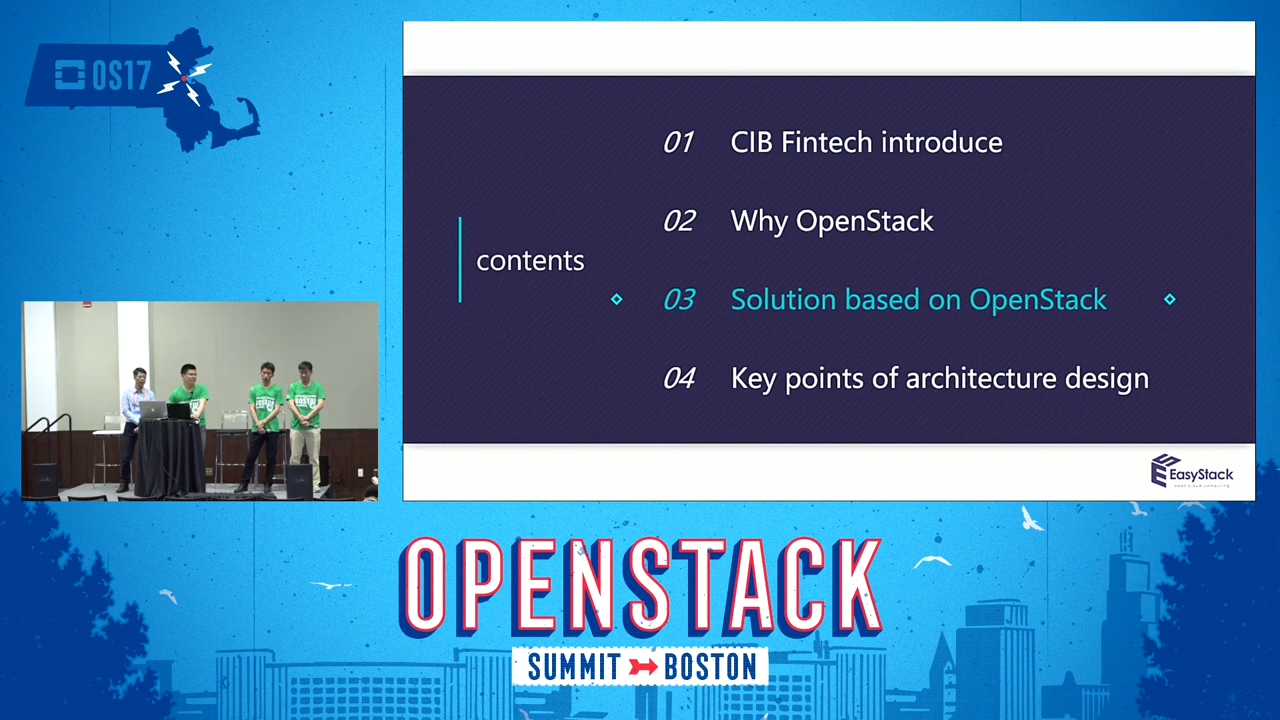 OS17
01 CIB Fintech introduce
02 Why OpenStack
contents
03 Solution based on OpenStack
04 Key points of architecture design
EasyStack
BOSTON
OPENSTACK
SUMMIT BOSTON